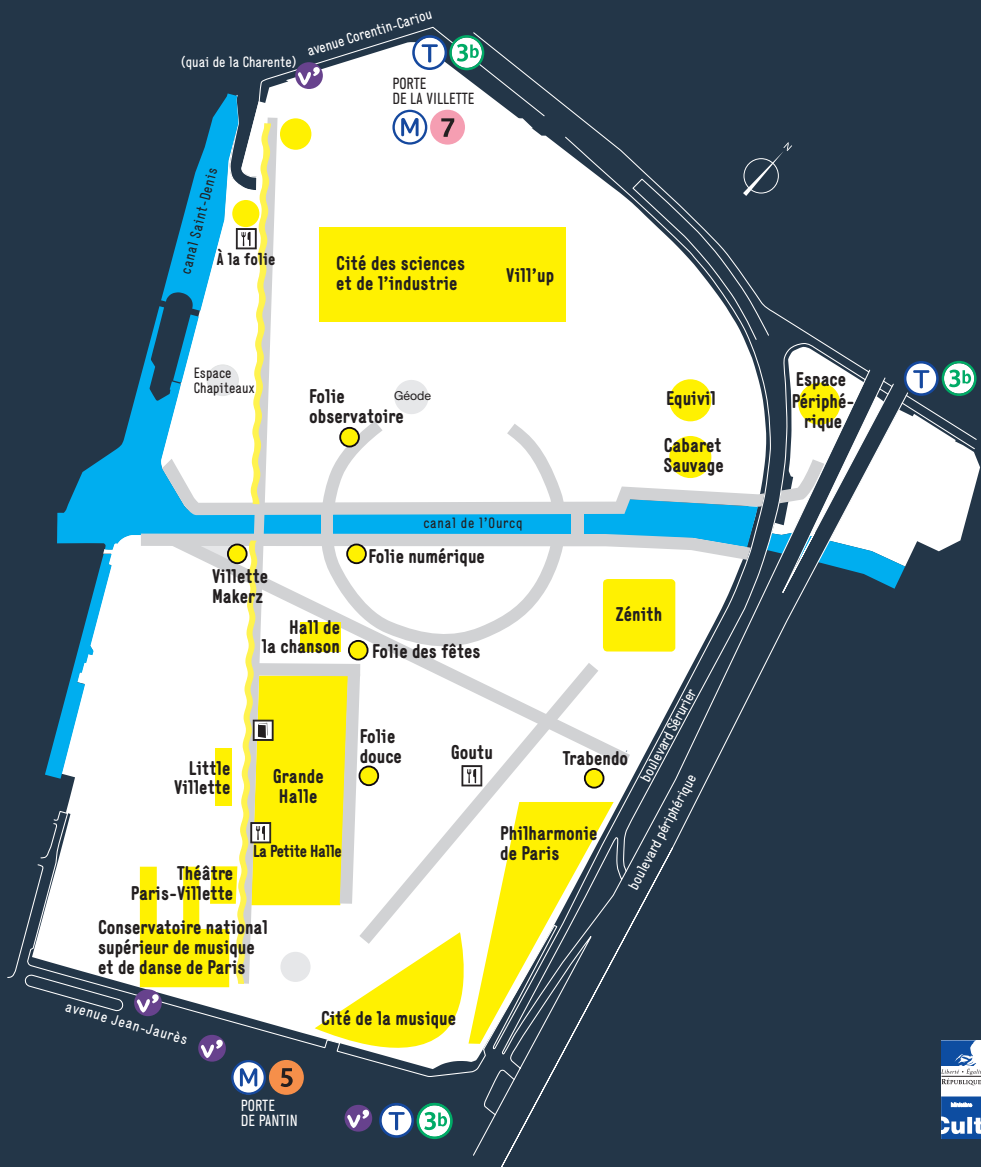 avenue Corentin-Cariou
(quai de la Charente)
v’
T 3b
PORTE
DE LA VILLETTE
M 7
N
canal Saint-Denis
À la folie
Cité des sciences
et de l’industrie
Vill’up
Espace
Chapiteaux
Folie
observatoire
Géode
Equivil
Cabaret
Sauvage
Espace
Périphé-
rique
T 3b
canal de l’Ourcq
Villette
Makerz
Folie numérique
Hall de
la chanson
Folie des fêtes
Zénith
boulevard Sérurier
boulevard périphérique
Little
Villette
Grande
Halle
Folie
douce
Goutu
Trabendo
La Petite Halle
Philharmonie
de Paris
Théâtre
Paris-Villette
Conservatoire national
supérieur de musique
et de danse de Paris
Cité de la musique
v’
avenue Jean-Jaurès
v’
M 5
PORTE
DE PANTIN
v’ T 3b
Liberté • Égali
RÉPUBLIQUE
Cult